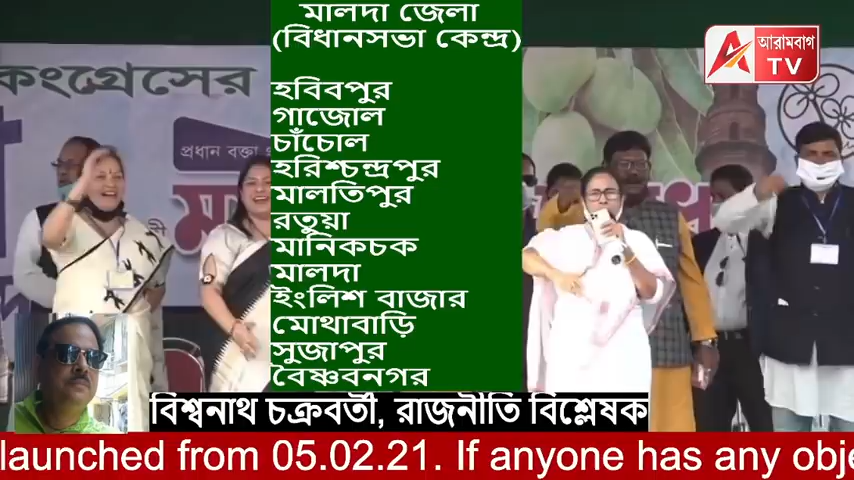 মালদা জেলা
(বিধানসভা কেন্দ্র)
হবিবপুর
গাজোল
চাঁচোল
হরিশ্চন্দ্রপুর
মালতিপুর
রতুয়া
মানিকচক
মালদা
ইংলিশ বাজার
মোথাবাড়ি
সুজাপুর
বৈষ্ণবনগর
আরামবাগ
TV
কংগ্রেসের
প্রধান বক্তা
বিশ্বনাথ চক্রবর্তী, রাজনীতি বিশ্লেষক
launched from 05.02.21. If anyone has any obje